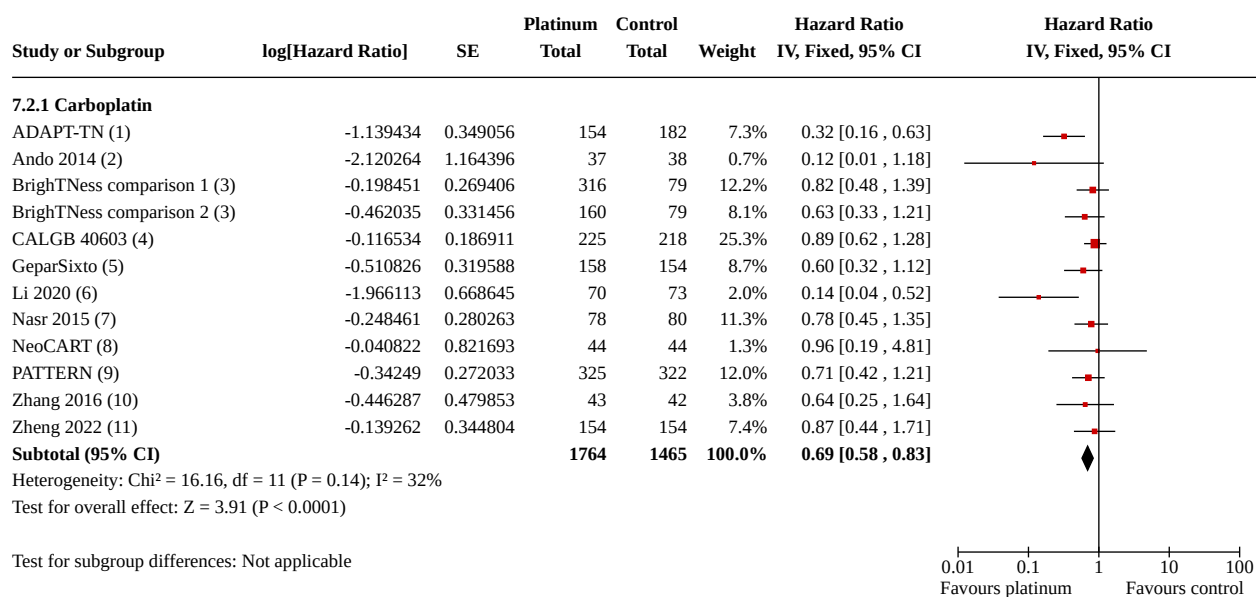 Platinum Control Hazard Ratio Hazard Ratio
Study or Subgroup log[Hazard Ratio] SE Total Total Weight IV, Fixed, 95% CI IV, Fixed, 95% CI
7.2.1 Carboplatin
ADAPT-TN (1) -1.139434 0.349056 154 182 7.3% 0.32 [0.16 , 0.63]
Ando 2014 (2) -2.120264 1.164396 37 38 0.7% 0.12 [0.01 , 1.18]
BrighTNess comparison 1 (3) -0.198451 0.269406 316 79 12.2% 0.82 [0.48 , 1.39]
BrighTNess comparison 2 (3) -0.462035 0.331456 160 79 8.1% 0.63 [0.33 , 1.21]
CALGB 40603 (4) -0.116534 0.186911 225 218 25.3% 0.89 [0.62 , 1.28]
GeparSixto (5) -0.510826 0.319588 158 154 8.7% 0.60 [0.32 , 1.12]
Li 2020 (6) -1.966113 0.668645 70 73 2.0% 0.14 [0.04 , 0.52]
Nasr 2015 (7) -0.248461 0.280263 78 80 11.3% 0.78 [0.45 , 1.35]
NeoCART (8) -0.040822 0.821693 44 44 1.3% 0.96 [0.19 , 4.81]
PATTERN (9) -0.34249 0.272033 325 322 12.0% 0.71 [0.42 , 1.21]
Zhang 2016 (10) -0.446287 0.479853 43 42 3.8% 0.64 [0.25 , 1.64]
Zheng 2022 (11) -0.139262 0.344804 154 154 7.4% 0.87 [0.44 , 1.71]
Subtotal (95% CI) 1764 1465 100.0% 0.69 [0.58 , 0.83]
Heterogeneity: Chi² = 16.16, df = 11 (P = 0.14); I² = 32%
Test for overall effect: Z = 3.91 (P < 0.0001)
Test for subgroup differences: Not applicable
0.01 0.1 1 10 100
Favours platinum Favours control